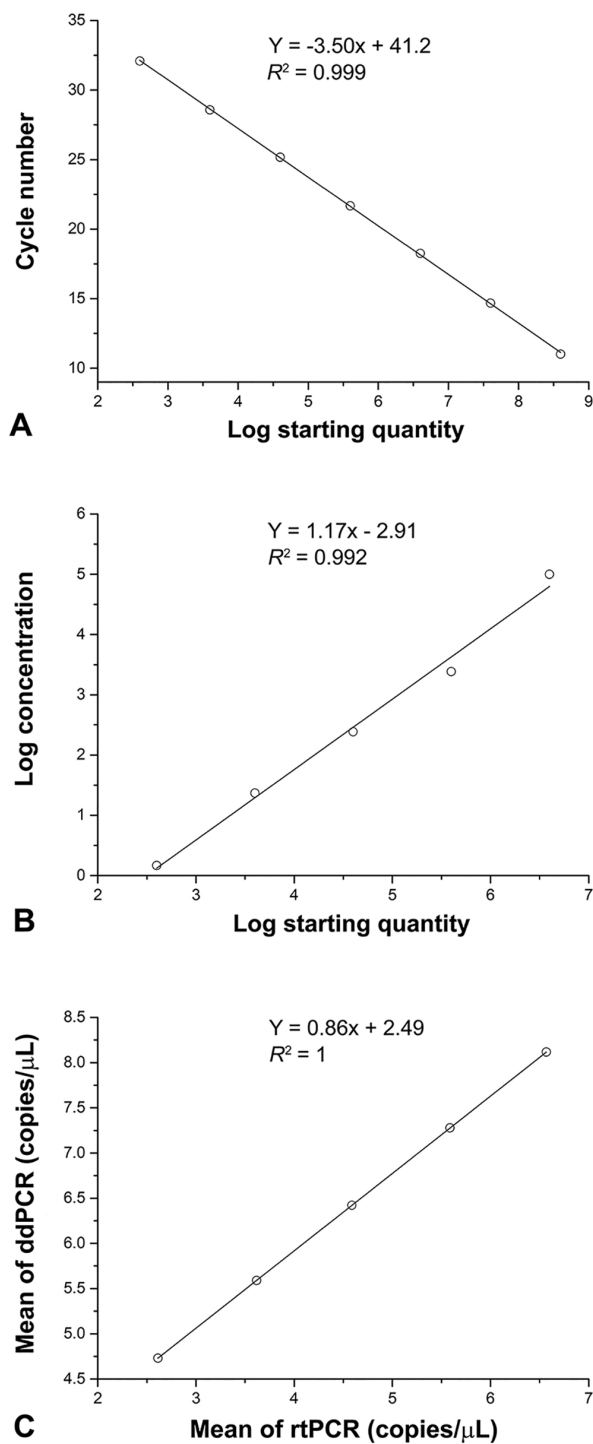 Y = -3.50x + 41.2
R² = 0.999
35
30
25
20
15
10
Cycle number
2 3 4 5 6 7 8 9
Log starting quantity
A
Y = 1.17x - 2.91
R² = 0.992
6
5
4
3
2
1
0
Log concentration
2 3 4 5 6 7
Log starting quantity
B
Y = 0.86x + 2.49
R² = 1
8.5
8.0
7.5
7.0
6.5
6.0
5.5
5.0
4.5
Mean of ddPCR (copies/μL)
2 3 4 5 6 7
Mean of rtPCR (copies/μL)
C